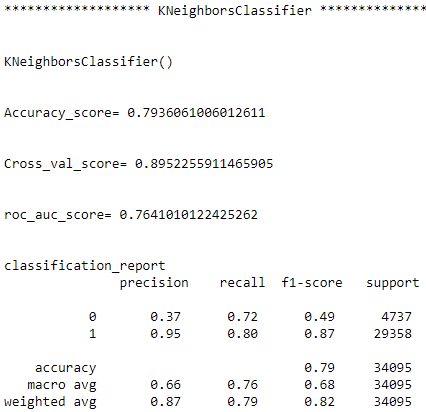 ******************* KNeighborsClassifier **************
KNeighborsClassifier()
Accuracy_score= 0.7936061006012611
Cross_val_score= 0.8952255911465905
roc_auc_score= 0.7641010122425262
classification_report
precision recall f1-score support
0 0.37 0.72 0.49 4737
1 0.95 0.80 0.87 29358
accuracy 0.79 34095
macro avg 0.66 0.76 0.68 34095
weighted avg 0.87 0.79 0.82 34095